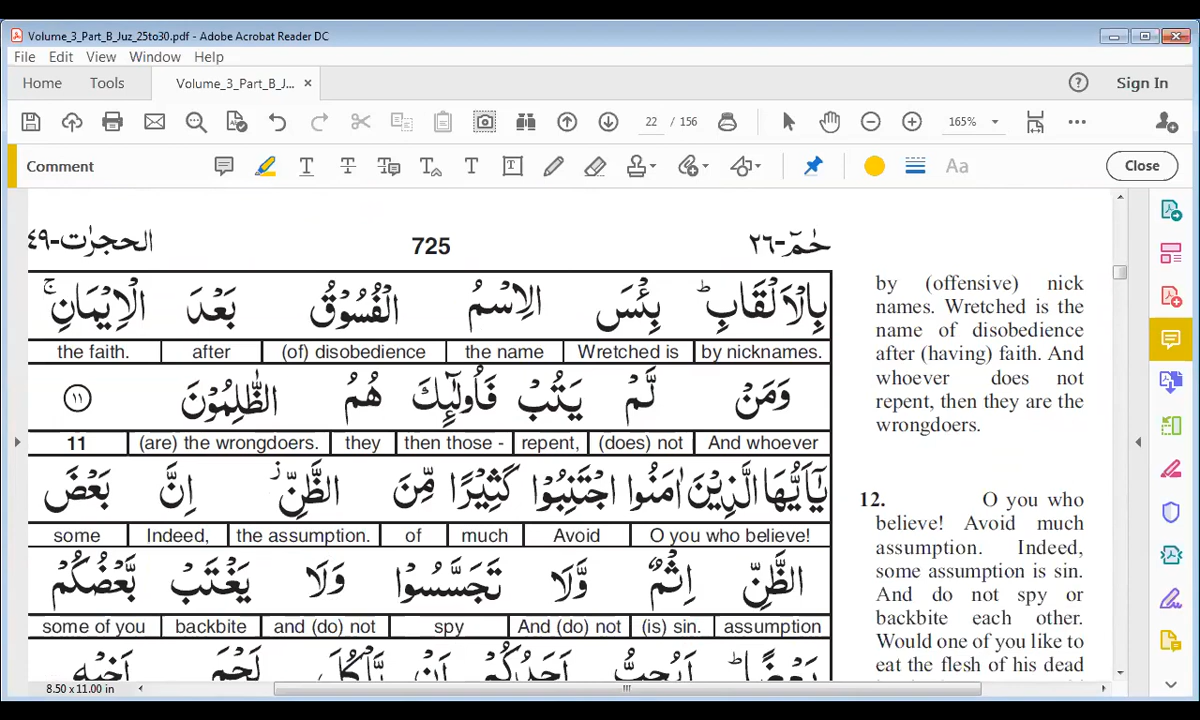 Volume_3_Part_B_Juz_25to30.pdf - Adobe Acrobat Reader DC
File Edit View Window Help
Home Tools Volume_3_Part_B_J... × Sign In
22 / 156 165%
Comment Aa Close
الحجرٰت-٤٩ 725 حٰمٓ-٢٦
بِالۡاَلۡقَابِ ؕ بِئۡسَ الِاسۡمُ الۡفُسُوۡقُ بَعۡدَ الۡاِيۡمَانِ ۚ
the faith. after (of) disobedience the name Wretched is by nicknames.
وَمَنۡ لَّمۡ يَتُبۡ فَاُولٰٓئِكَ هُمُ الظّٰلِمُوۡنَ ١١
11 (are) the wrongdoers. they then those - repent, (does) not And whoever
يٰۤاَيُّهَا الَّذِيۡنَ اٰمَنُوا اجۡتَنِبُوۡا كَثِيۡرًا مِّنَ الظَّنِّ ز اِنَّ بَعۡضَ
some Indeed, the assumption. of much Avoid O you who believe!
الظَّنِّ اِثۡمٌ وَّلَا تَجَسَّسُوۡا وَلَا يَغۡتَبۡ بَّعۡضُكُمۡ
some of you backbite and (do) not spy And (do) not (is) sin. assumption
بَعۡضًا ؕ اَيُحِبُّ اَحَدُكُمۡ اَنۡ يَّاۡكُلَ لَحۡمَ اَخِيۡهِ
by (offensive) nick
names. Wretched is the
name of disobedience
after (having) faith. And
whoever does not
repent, then they are the
wrongdoers.
12. O you who
believe! Avoid much
assumption. Indeed,
some assumption is sin.
And do not spy or
backbite each other.
Would one of you like to
eat the flesh of his dead
8.50 x 11.00 in